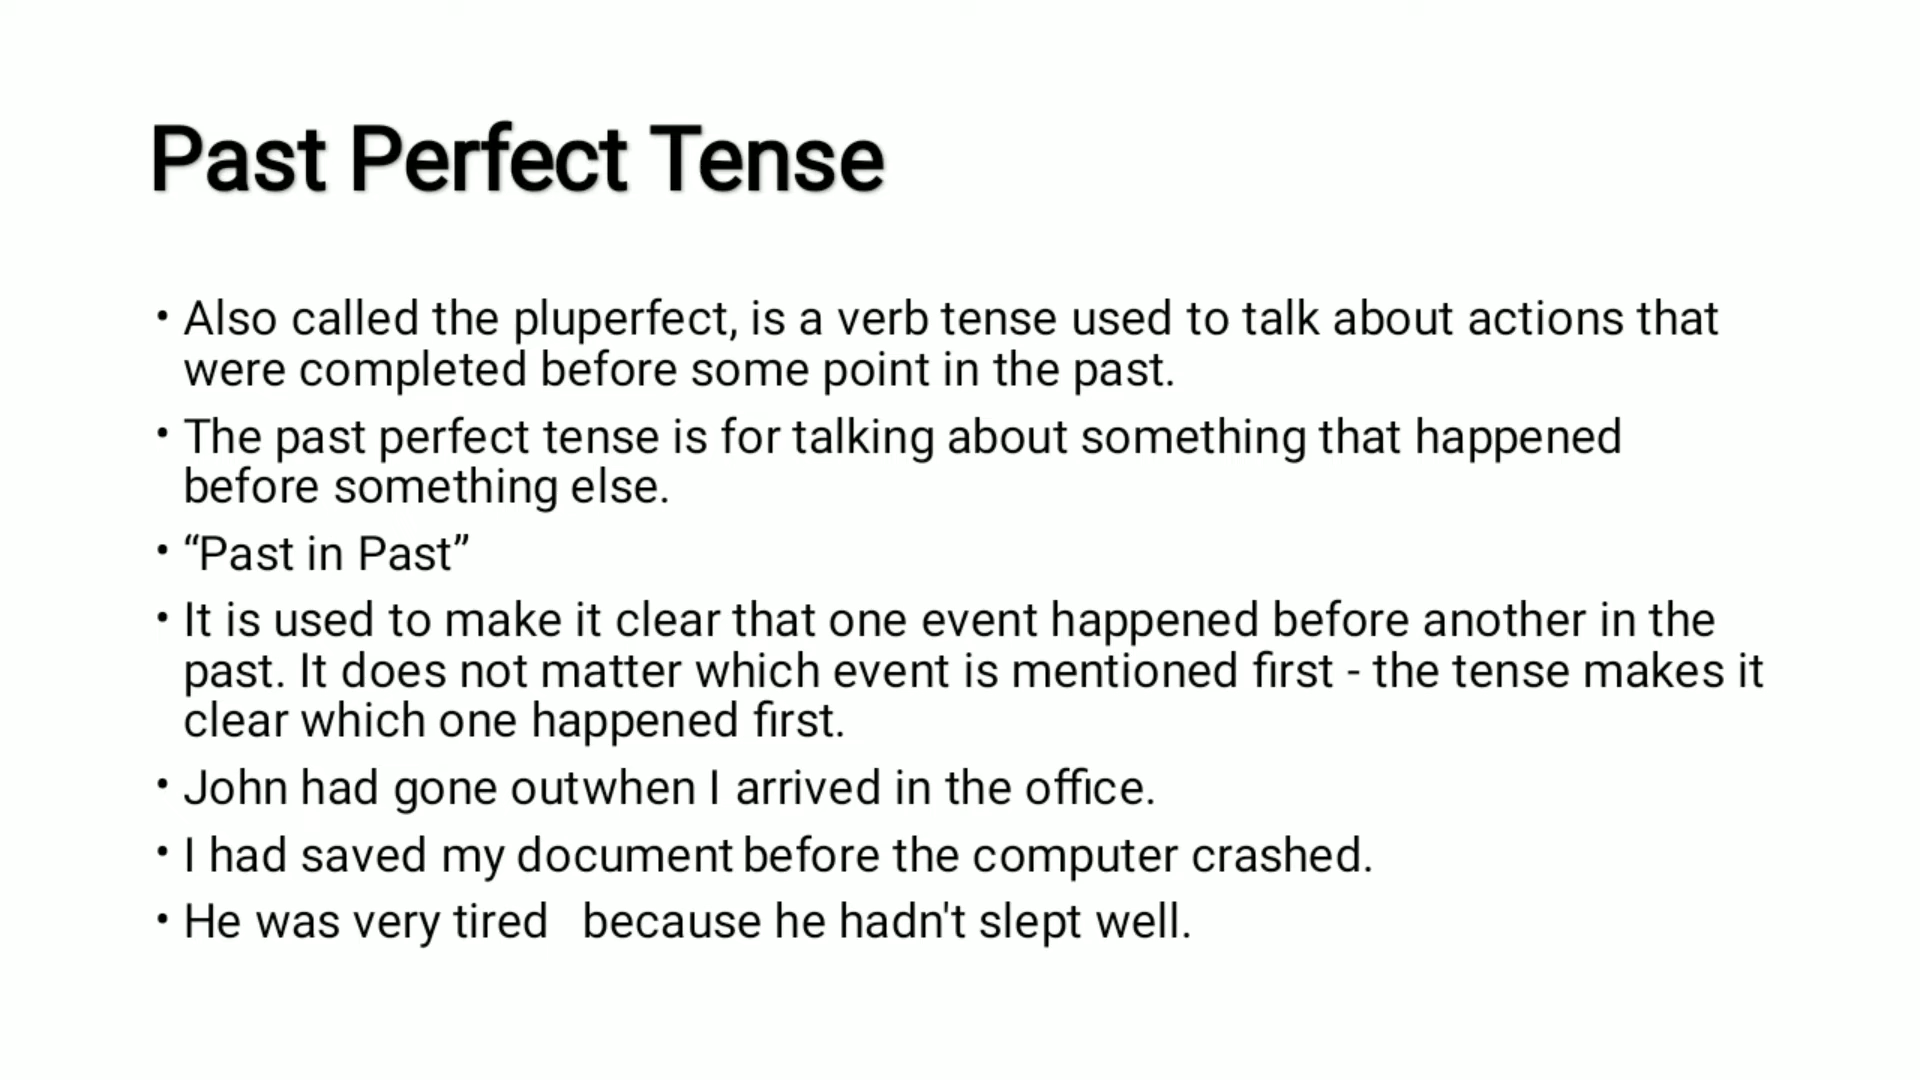 Past Perfect Tense
• Also called the pluperfect, is a verb tense used to talk about actions that
were completed before some point in the past.
• The past perfect tense is for talking about something that happened
before something else.
• “Past in Past”
• It is used to make it clear that one event happened before another in the
past. It does not matter which event is mentioned first - the tense makes it
clear which one happened first.
• John had gone outwhen I arrived in the office.
• I had saved my document before the computer crashed.
• He was very tired   because he hadn't slept well.